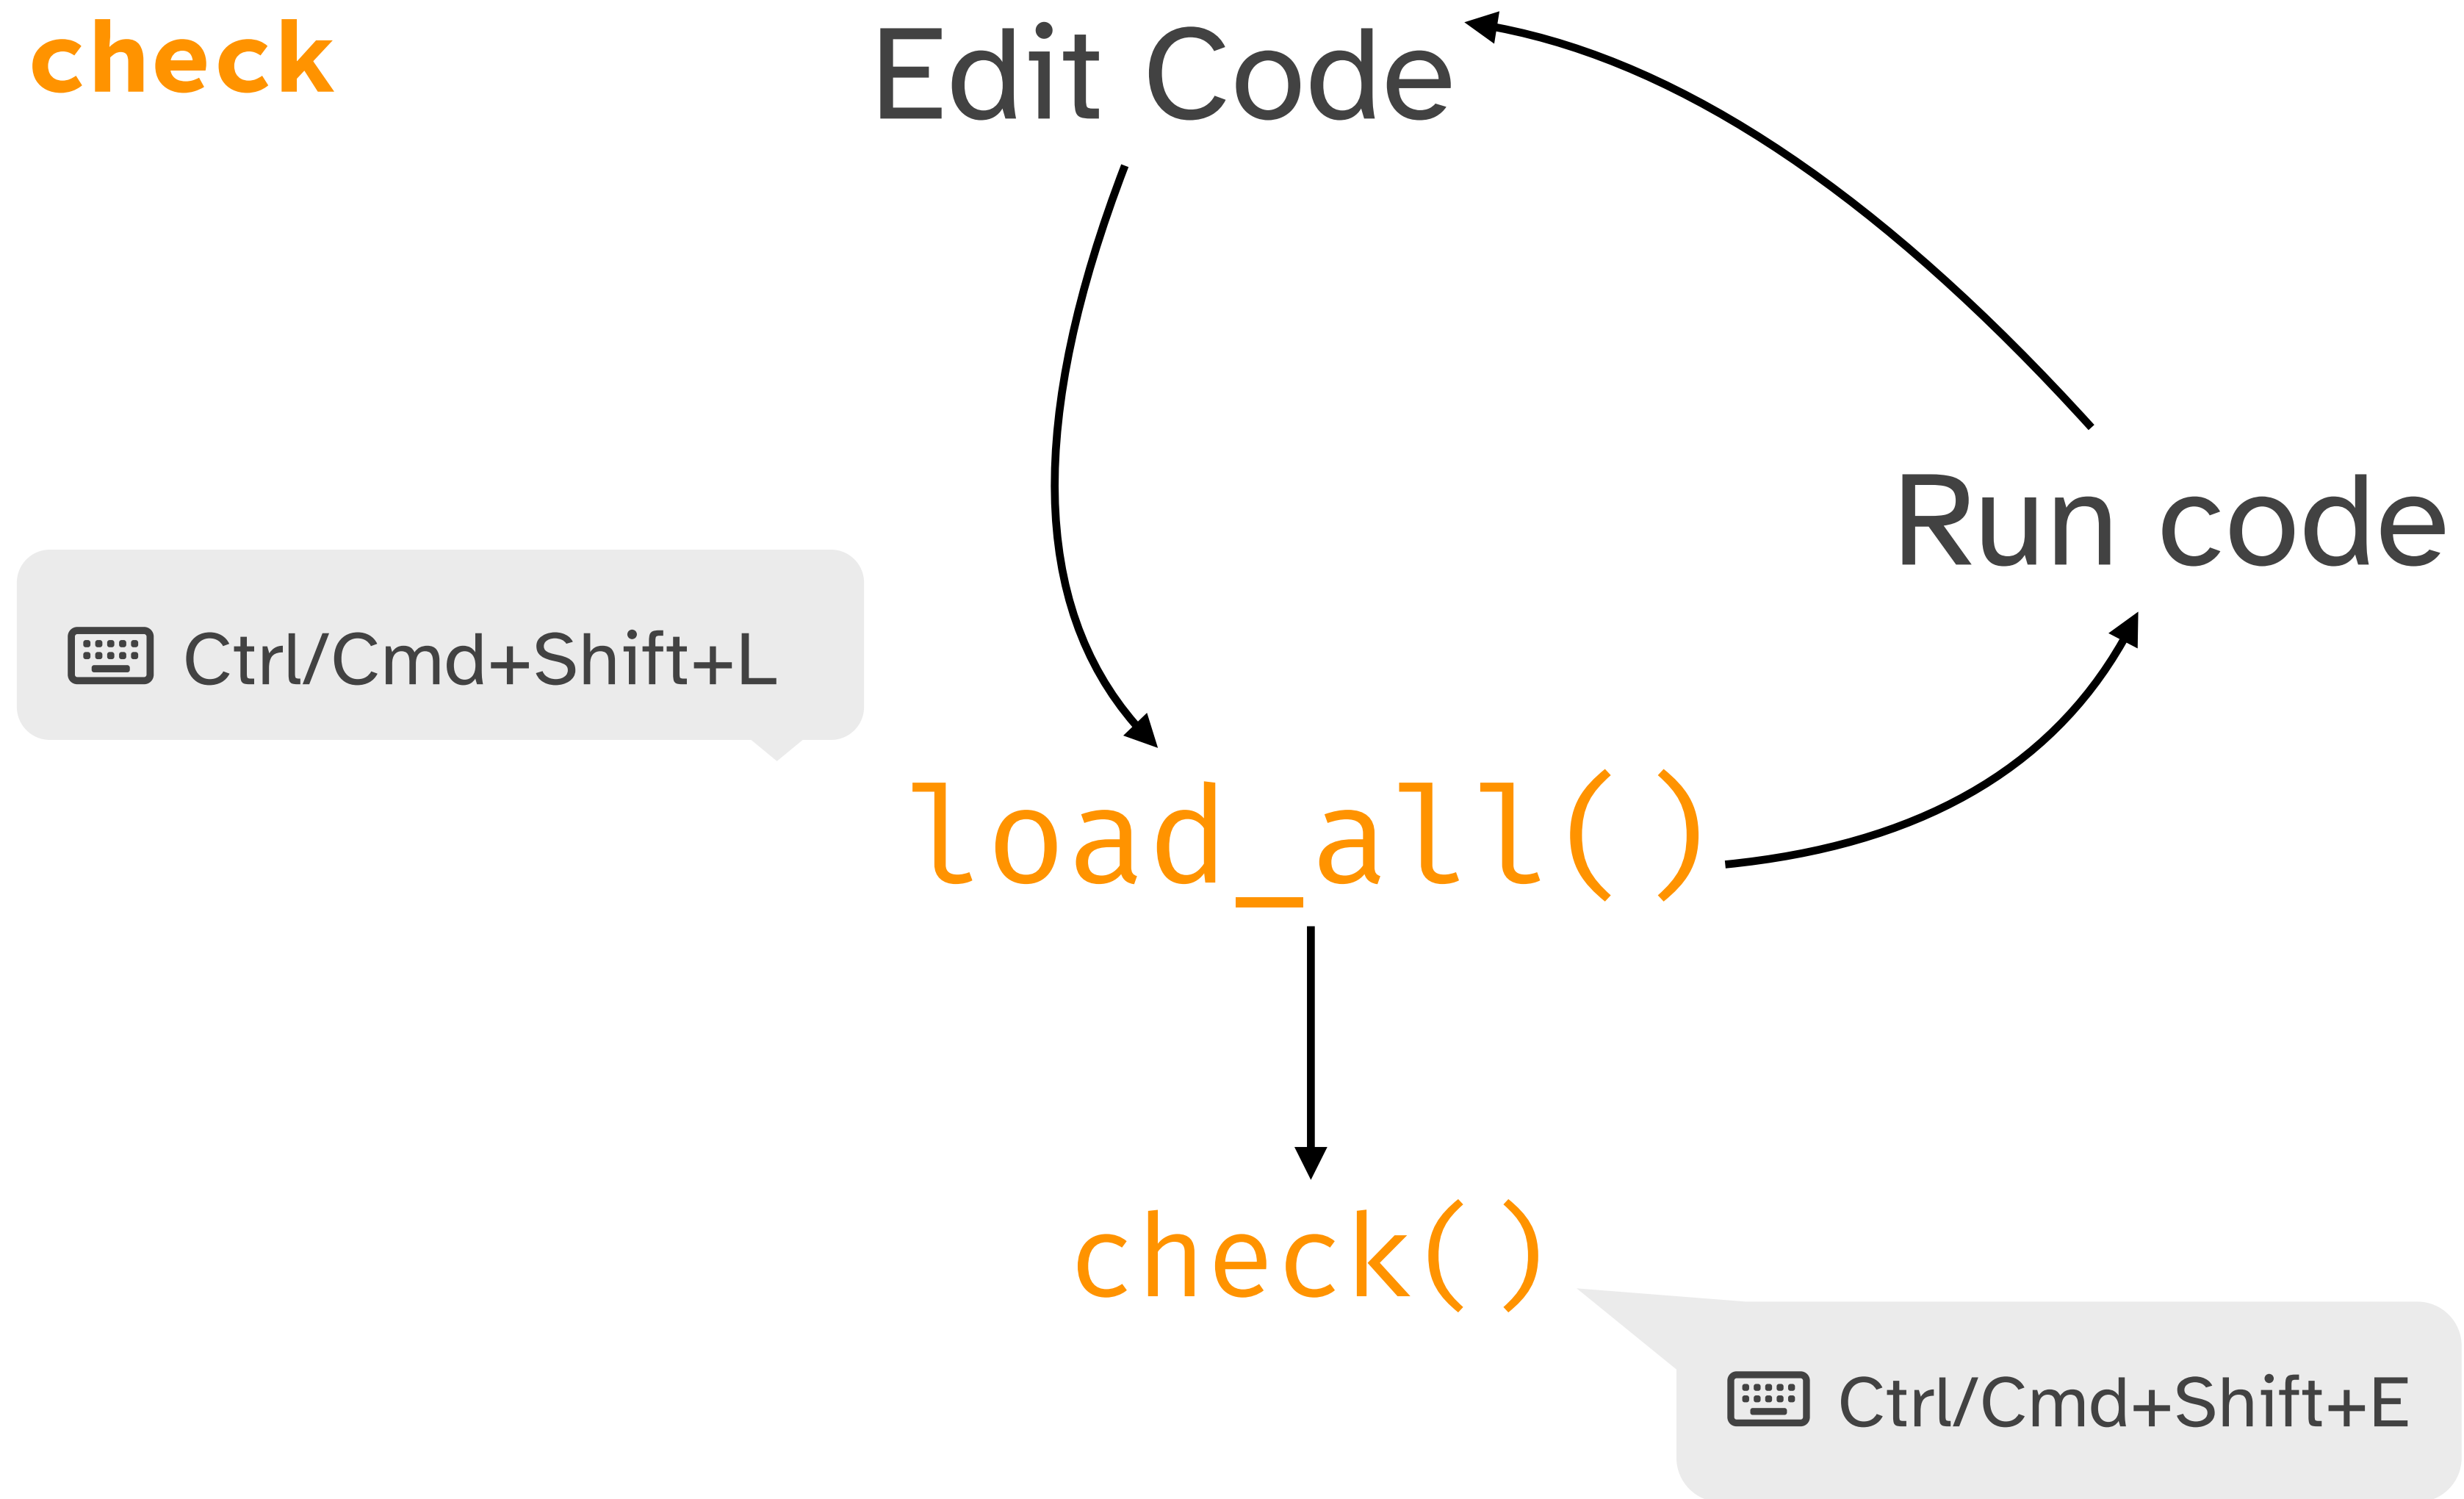 check
Edit Code
Run code
Ctrl/Cmd+Shift+L
load_all()
check()
Ctrl/Cmd+Shift+E